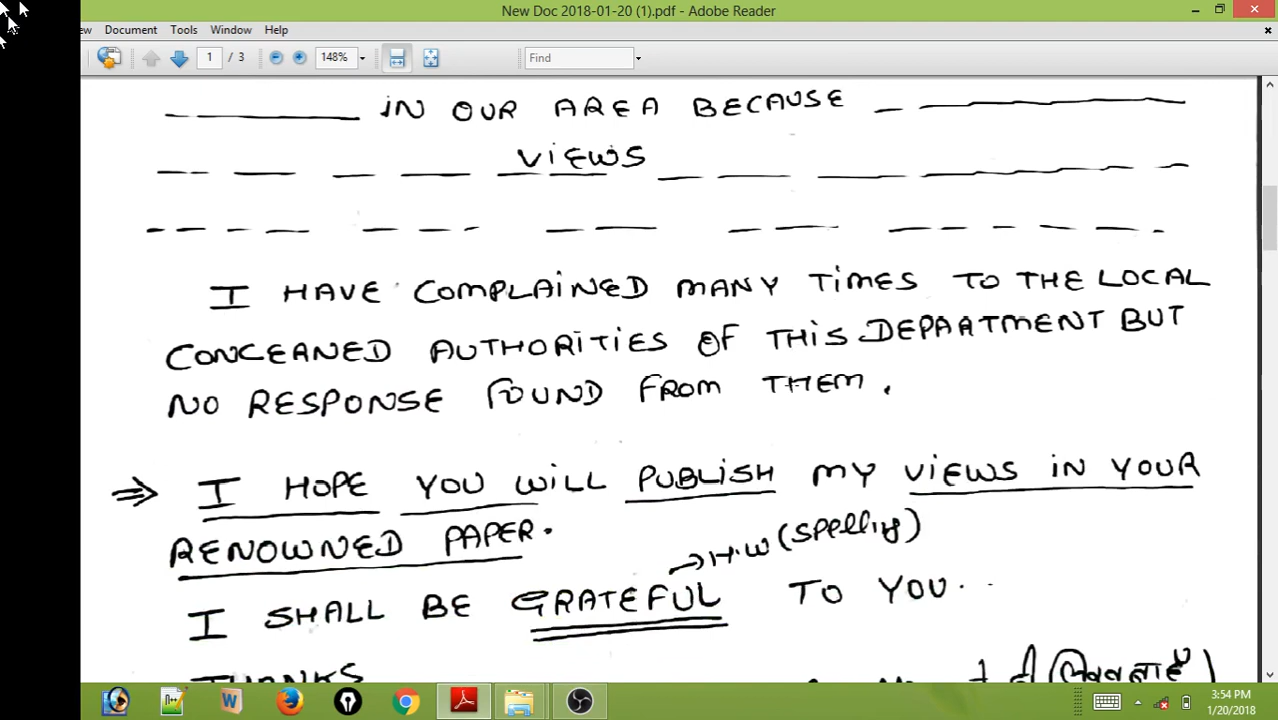 New Doc 2018-01-20 (1).pdf - Adobe Reader
ew Document Tools Window Help
1 / 3 148% Find
IN OUR AREA BECAUSE
VIEWS
I HAVE COMPLAINED MANY TIMES TO THE LOCAL
CONCERNED AUTHORITIES OF THIS DEPARTMENT BUT
NO RESPONSE FOUND FROM THEM.
⇒ I HOPE YOU WILL PUBLISH MY VIEWS IN YOUR
RENOWNED PAPER.
→ H.W (Spelling)
I SHALL BE GRATEFUL TO YOU.
THANKS
3:54 PM
1/20/2018